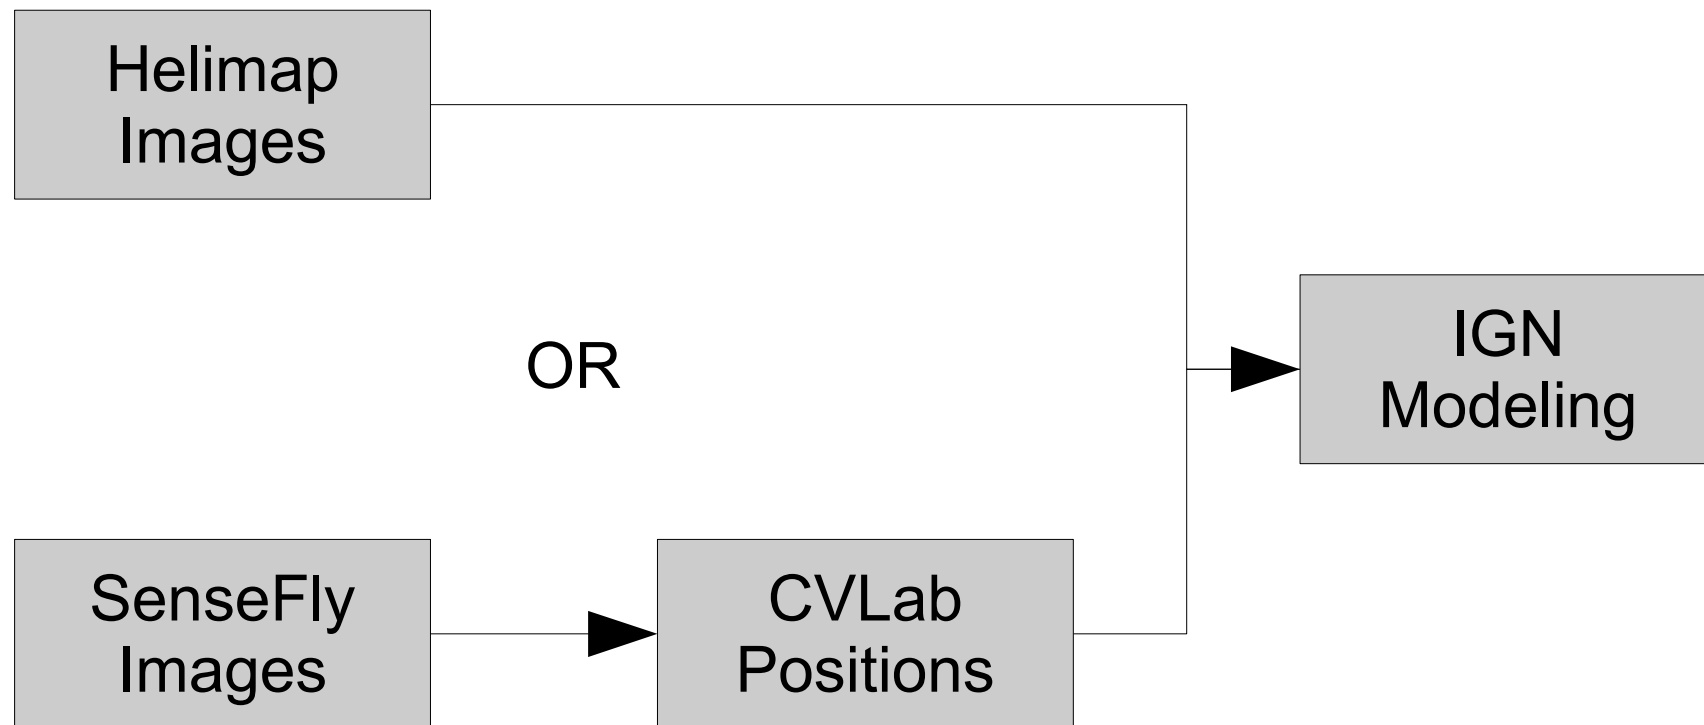 Helimap
Images
OR
IGN
Modeling
SenseFly
Images
CVLab
Positions